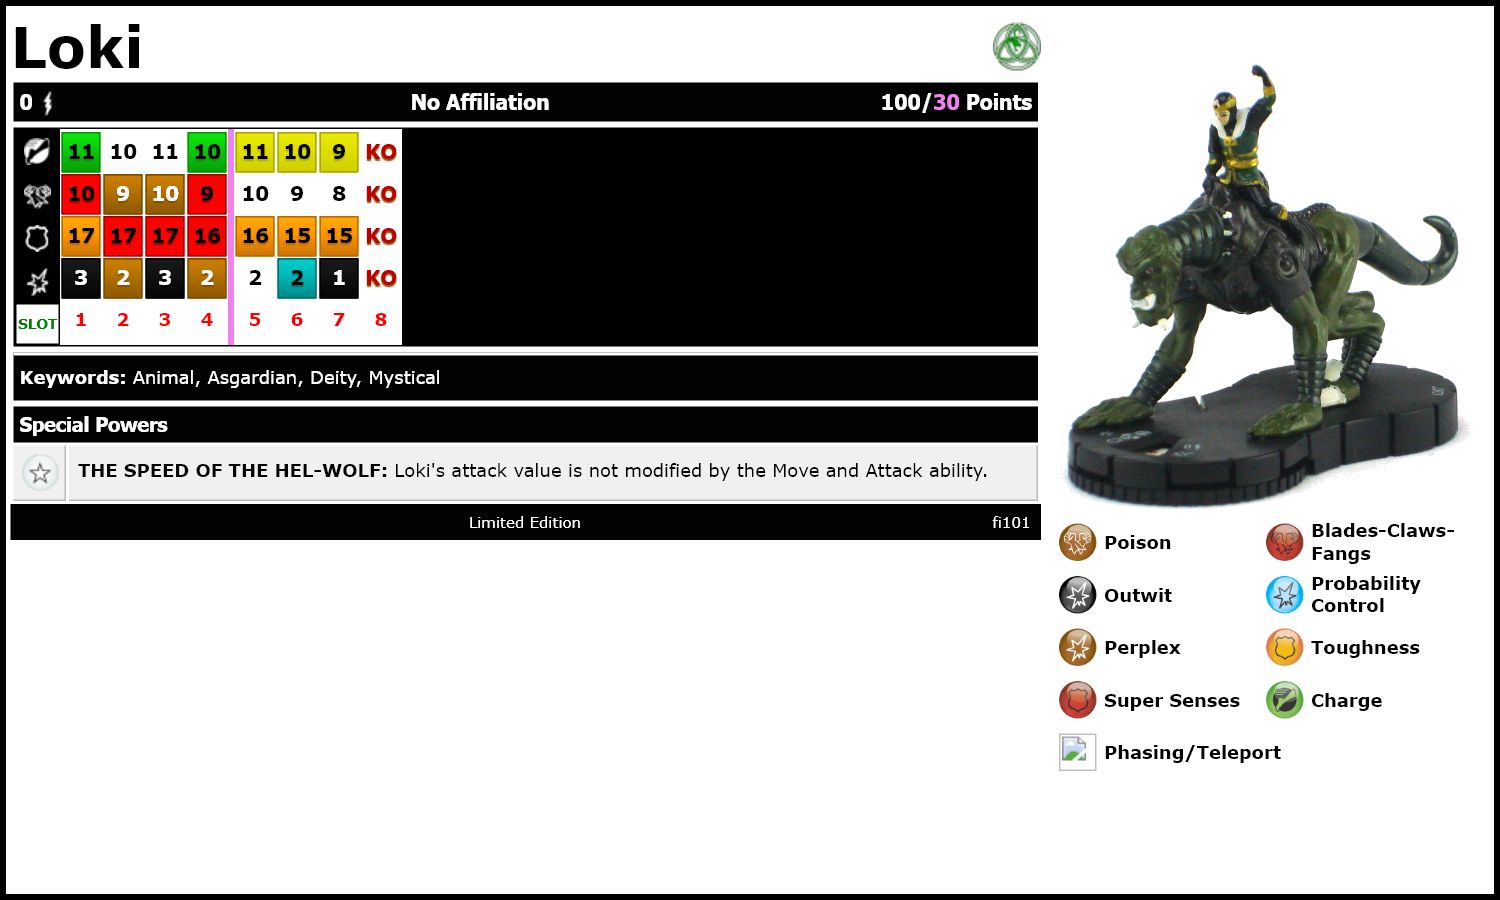 Loki
0 No Affiliation 100/30 Points
11 10 11 10 11 10 9 KO
10 9 10 9 10 9 8 KO
17 17 17 16 16 15 15 KO
3 2 3 2 2 2 1 KO
SLOT 1 2 3 4 5 6 7 8
Keywords: Animal, Asgardian, Deity, Mystical
Special Powers
THE SPEED OF THE HEL-WOLF: Loki's attack value is not modified by the Move and Attack ability.
Limited Edition fi101
Poison
Blades-Claws-
Fangs
Outwit
Probability
Control
Perplex
Toughness
Super Senses
Charge
Phasing/Teleport